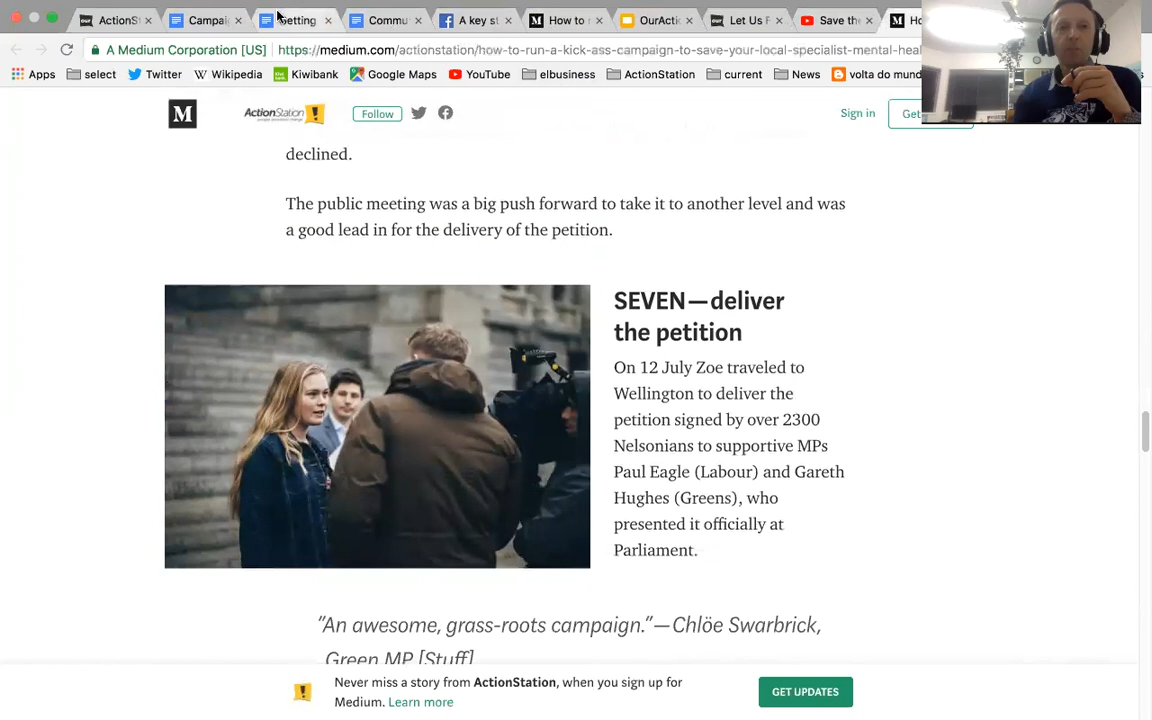 ActionS
Campai
Getting
Commu
A key st
How to r
OurActi
Let Us F
Save the
Ho
A Medium Corporation [US]
https://medium.com/actionstation/how-to-run-a-kick-ass-campaign-to-save-your-local-specialist-mental-heal
Apps select Twitter Wikipedia Kiwibank Google Maps YouTube elbusiness ActionStation current News volta do mund
M
ActionStation
Follow
Sign in
Get
declined.
The public meeting was a big push forward to take it to another level and was
a good lead in for the delivery of the petition.
SEVEN—deliver
the petition
On 12 July Zoe traveled to
Wellington to deliver the
petition signed by over 2300
Nelsonians to supportive MPs
Paul Eagle (Labour) and Gareth
Hughes (Greens), who
presented it officially at
Parliament.
"An awesome, grass-roots campaign."—Chlöe Swarbrick,
Green MP [Stuff]
Never miss a story from ActionStation, when you sign up for
Medium. Learn more
GET UPDATES